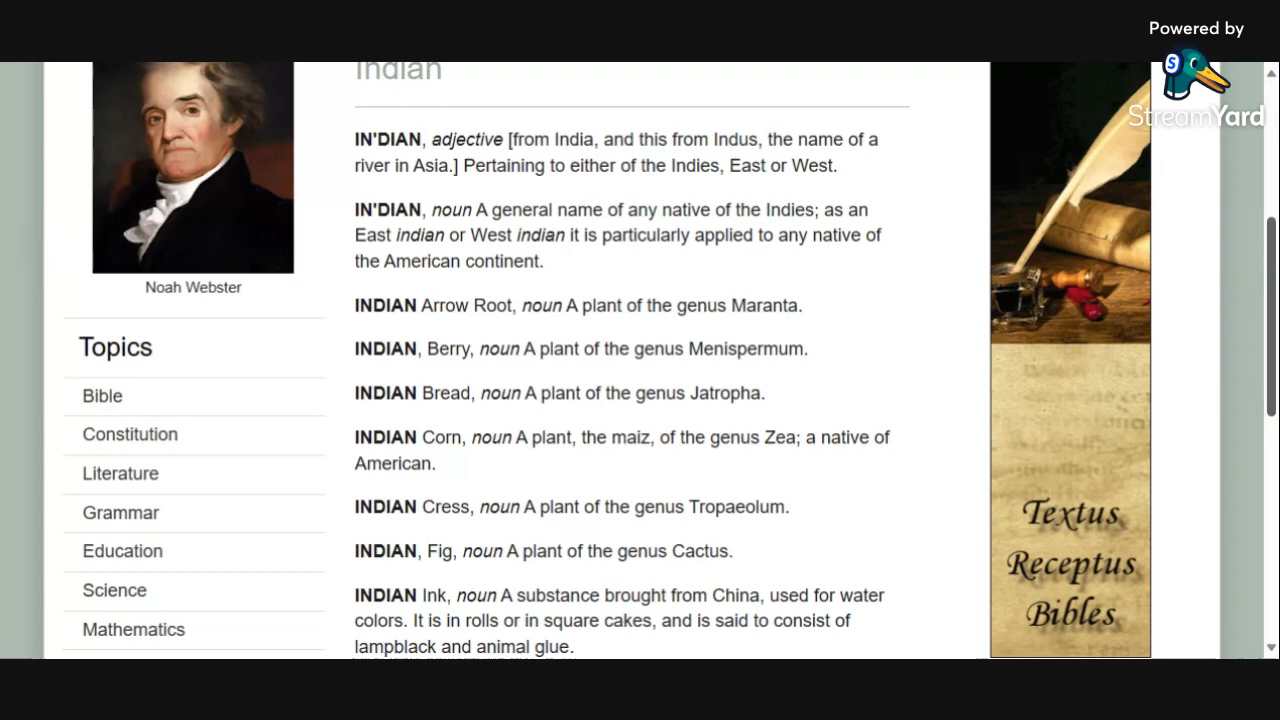 Powered by
StreamYard
Indian
IN'DIAN, adjective [from India, and this from Indus, the name of a
river in Asia.] Pertaining to either of the Indies, East or West.
IN'DIAN, noun A general name of any native of the Indies; as an
East indian or West indian it is particularly applied to any native of
the American continent.
INDIAN Arrow Root, noun A plant of the genus Maranta.
INDIAN, Berry, noun A plant of the genus Menispermum.
INDIAN Bread, noun A plant of the genus Jatropha.
INDIAN Corn, noun A plant, the maiz, of the genus Zea; a native of
American.
INDIAN Cress, noun A plant of the genus Tropaeolum.
INDIAN, Fig, noun A plant of the genus Cactus.
INDIAN Ink, noun A substance brought from China, used for water
colors. It is in rolls or in square cakes, and is said to consist of
lampblack and animal glue.
Noah Webster
Topics
Bible
Constitution
Literature
Grammar
Education
Science
Mathematics
Textus
Receptus
Bibles